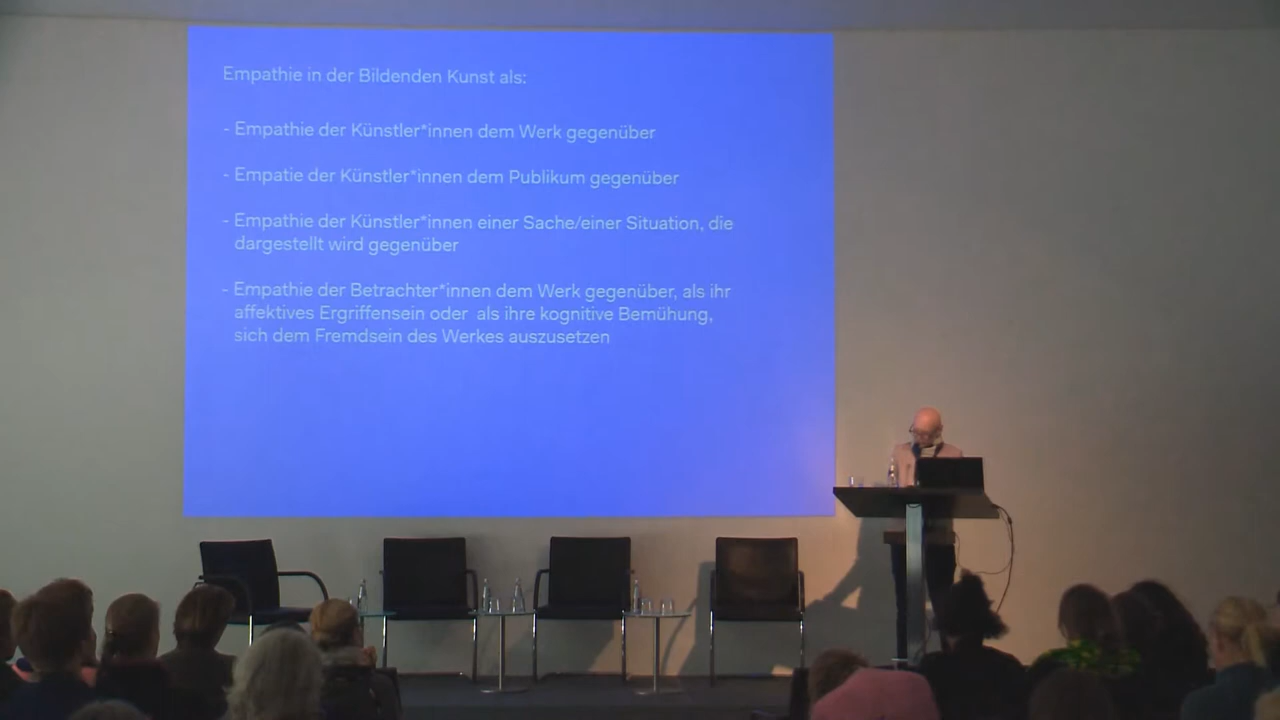 Empathie in der Bildenden Kunst als:
- Empathie der Künstler*innen dem Werk gegenüber
- Empatie der Künstler*innen dem Publikum gegenüber
- Empathie der Künstler*innen einer Sache/einer Situation, die
dargestellt wird gegenüber
- Empathie der Betrachter*innen dem Werk gegenüber, als ihr
affektives Ergriffensein oder als ihre kognitive Bemühung,
sich dem Fremdsein des Werkes auszusetzen